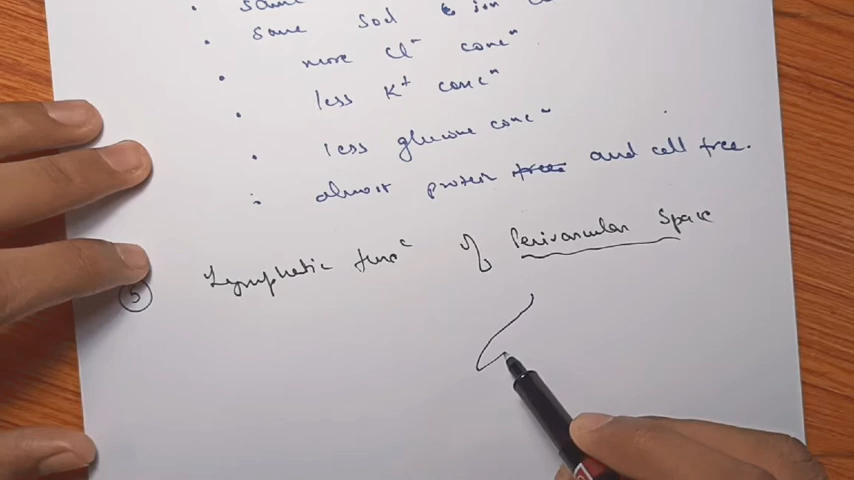 • same
• same sod ion
• more Cl⁻ concⁿ
• less K⁺ concⁿ
• less glucose concⁿ
• almost protein free and cell free.
⑤ Lymphatic funcⁿ of Perivascular Space